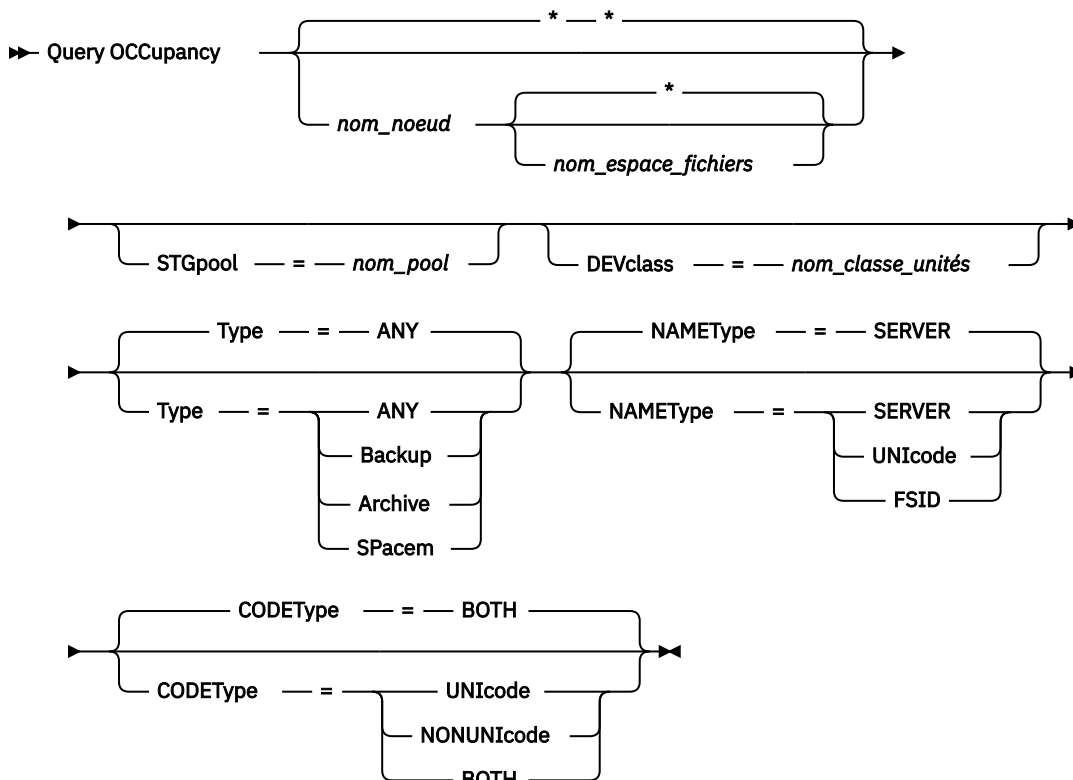 * *
Query OCCupancy
nom_noeud
*
nom_espace_fichiers
STGpool = nom_pool
DEVclass = nom_classe_unités
Type = ANY
Type = ANY
Backup
Archive
SPacem
NAMEType = SERVER
NAMEType = SERVER
UNIcode
FSID
CODEType = BOTH
CODEType = UNIcode
NONUNIcode
BOTH